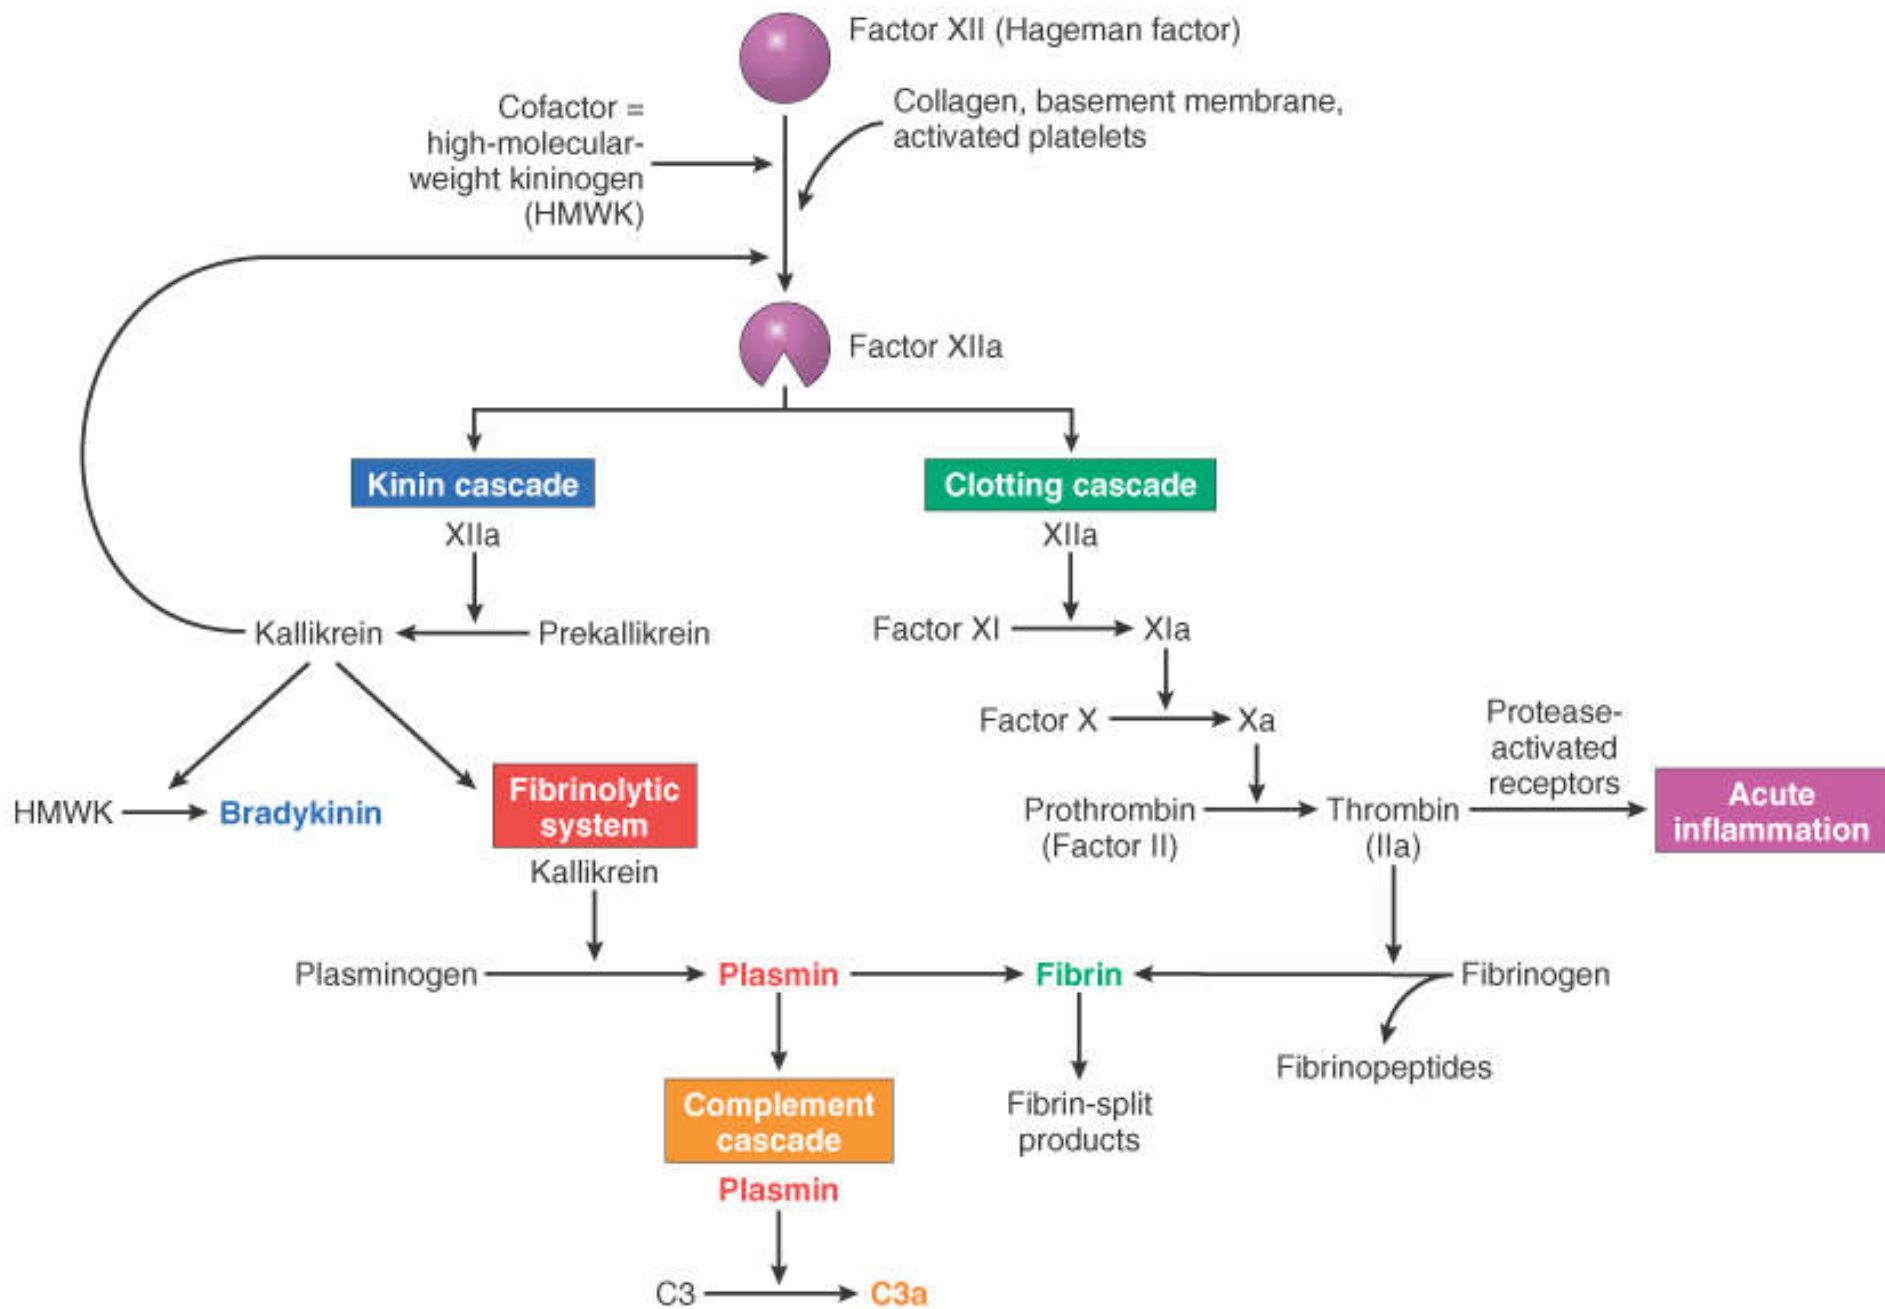 Factor XII (Hageman factor)
Cofactor =
high-molecular-
weight kininogen
(HMWK)
Collagen, basement membrane,
activated platelets
Factor XIIa
Kinin cascade
XIIa
Kallikrein
Prekallikrein
HMWK
Bradykinin
Fibrinolytic
system
Kallikrein
Plasminogen
Plasmin
Complement
cascade
Plasmin
C3
C3a
Clotting cascade
XIIa
Factor XI
XIa
Factor X
Xa
Prothrombin
(Factor II)
Thrombin
(IIa)
Protease-
activated
receptors
Acute
inflammation
Fibrin
Fibrinogen
Fibrinopeptides
Fibrin-split
products